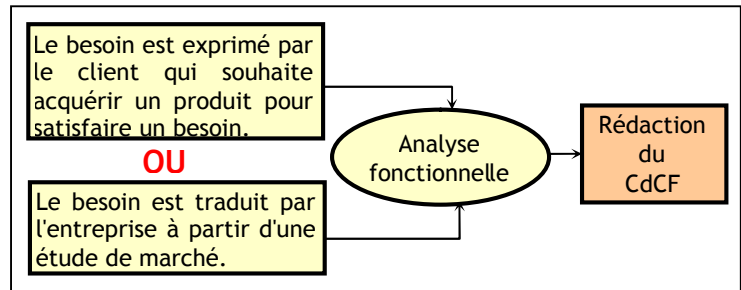 Le besoin est exprimé par
le client qui souhaite
acquérir un produit pour
satisfaire un besoin.
OU
Le besoin est traduit par
l'entreprise à partir d'une
étude de marché.
Analyse
fonctionnelle
Rédaction
du
CdCF